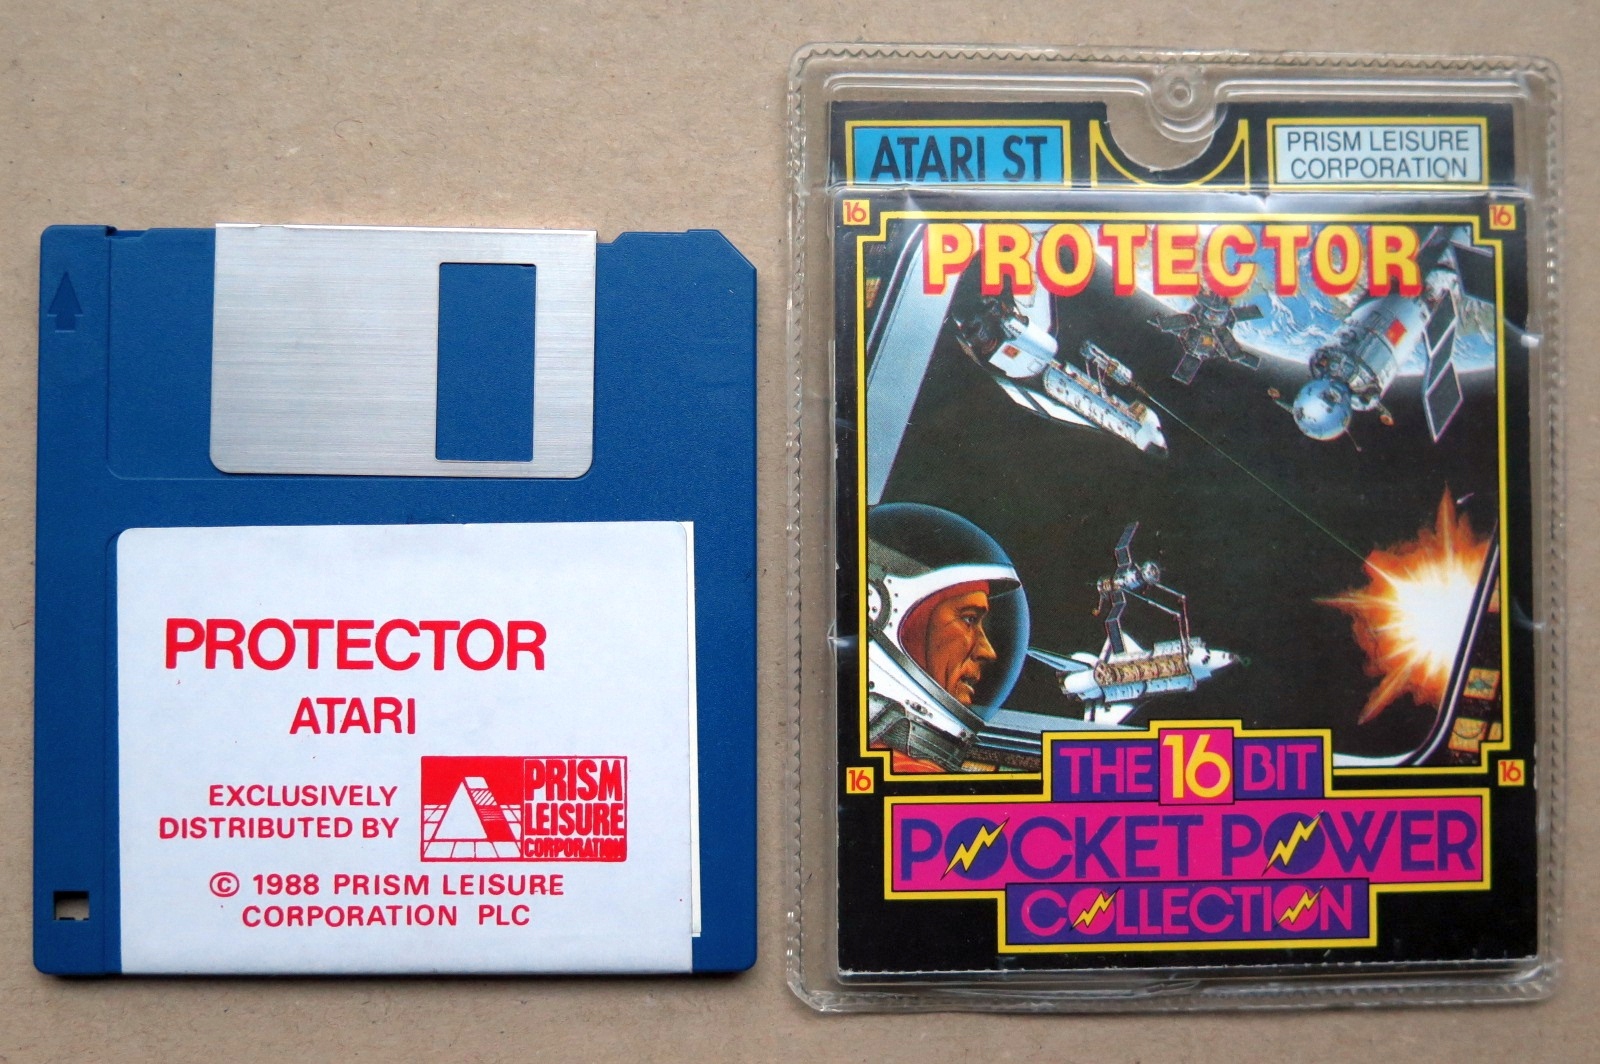 PROTECTOR
ATARI
EXCLUSIVELY
DISTRIBUTED BY
PRISM
LEISURE
CORPORATION
© 1988 PRISM LEISURE
CORPORATION PLC
ATARI ST
PRISM LEISURE
CORPORATION
16
16
PROTECTOR
16
16
THE 16 BIT
POCKET POWER
COLLECTION